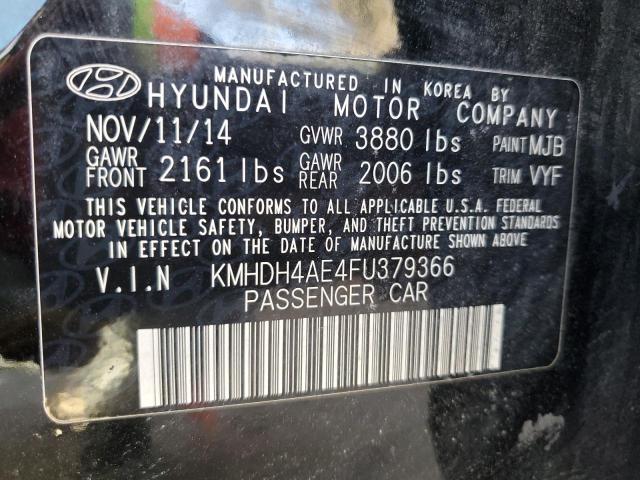 MANUFACTURED IN KOREA BY
HYUNDAI MOTOR COMPANY
NOV/11/14 GVWR 3880 lbs PAINT MJB
GAWR FRONT 2161 lbs GAWR REAR 2006 lbs TRIM VYF
THIS VEHICLE CONFORMS TO ALL APPLICABLE U.S.A. FEDERAL
MOTOR VEHICLE SAFETY, BUMPER, AND THEFT PREVENTION STANDARDS
IN EFFECT ON THE DATE OF MANUFACTURE SHOWN ABOVE
V.I.N KMHDH4AE4FU379366
PASSENGER CAR